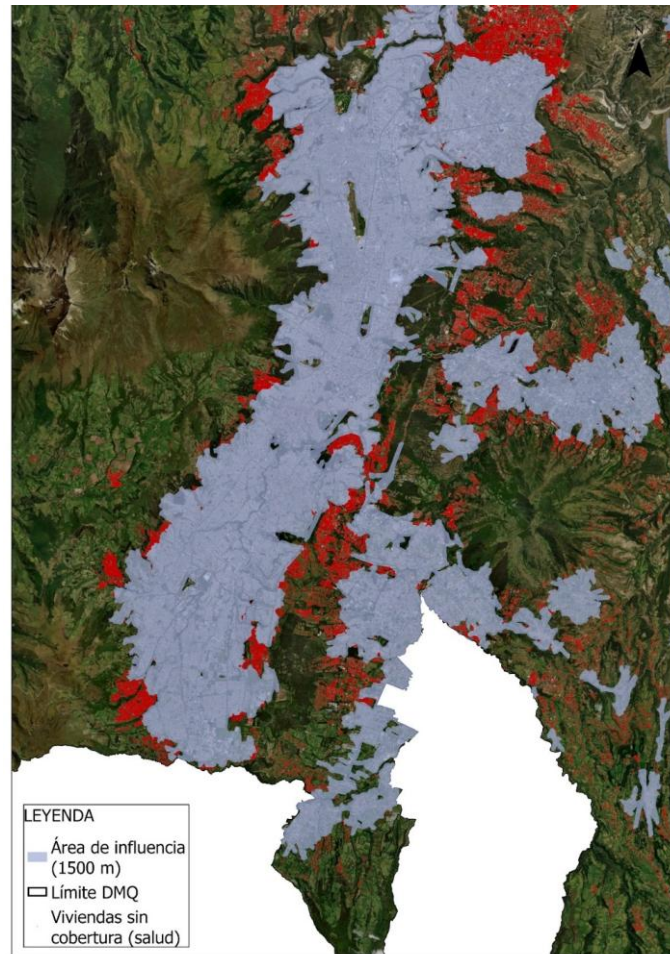 LEYENDA
Área de influencia
(1500 m)
Límite DMQ
Viviendas sin
cobertura (salud)